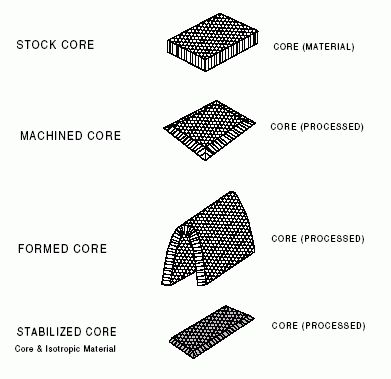 STOCK CORE
CORE (MATERIAL)
MACHINED CORE
CORE (PROCESSED)
FORMED CORE
CORE (PROCESSED)
STABILIZED CORE
CORE (PROCESSED)
Core & Isotropic Material